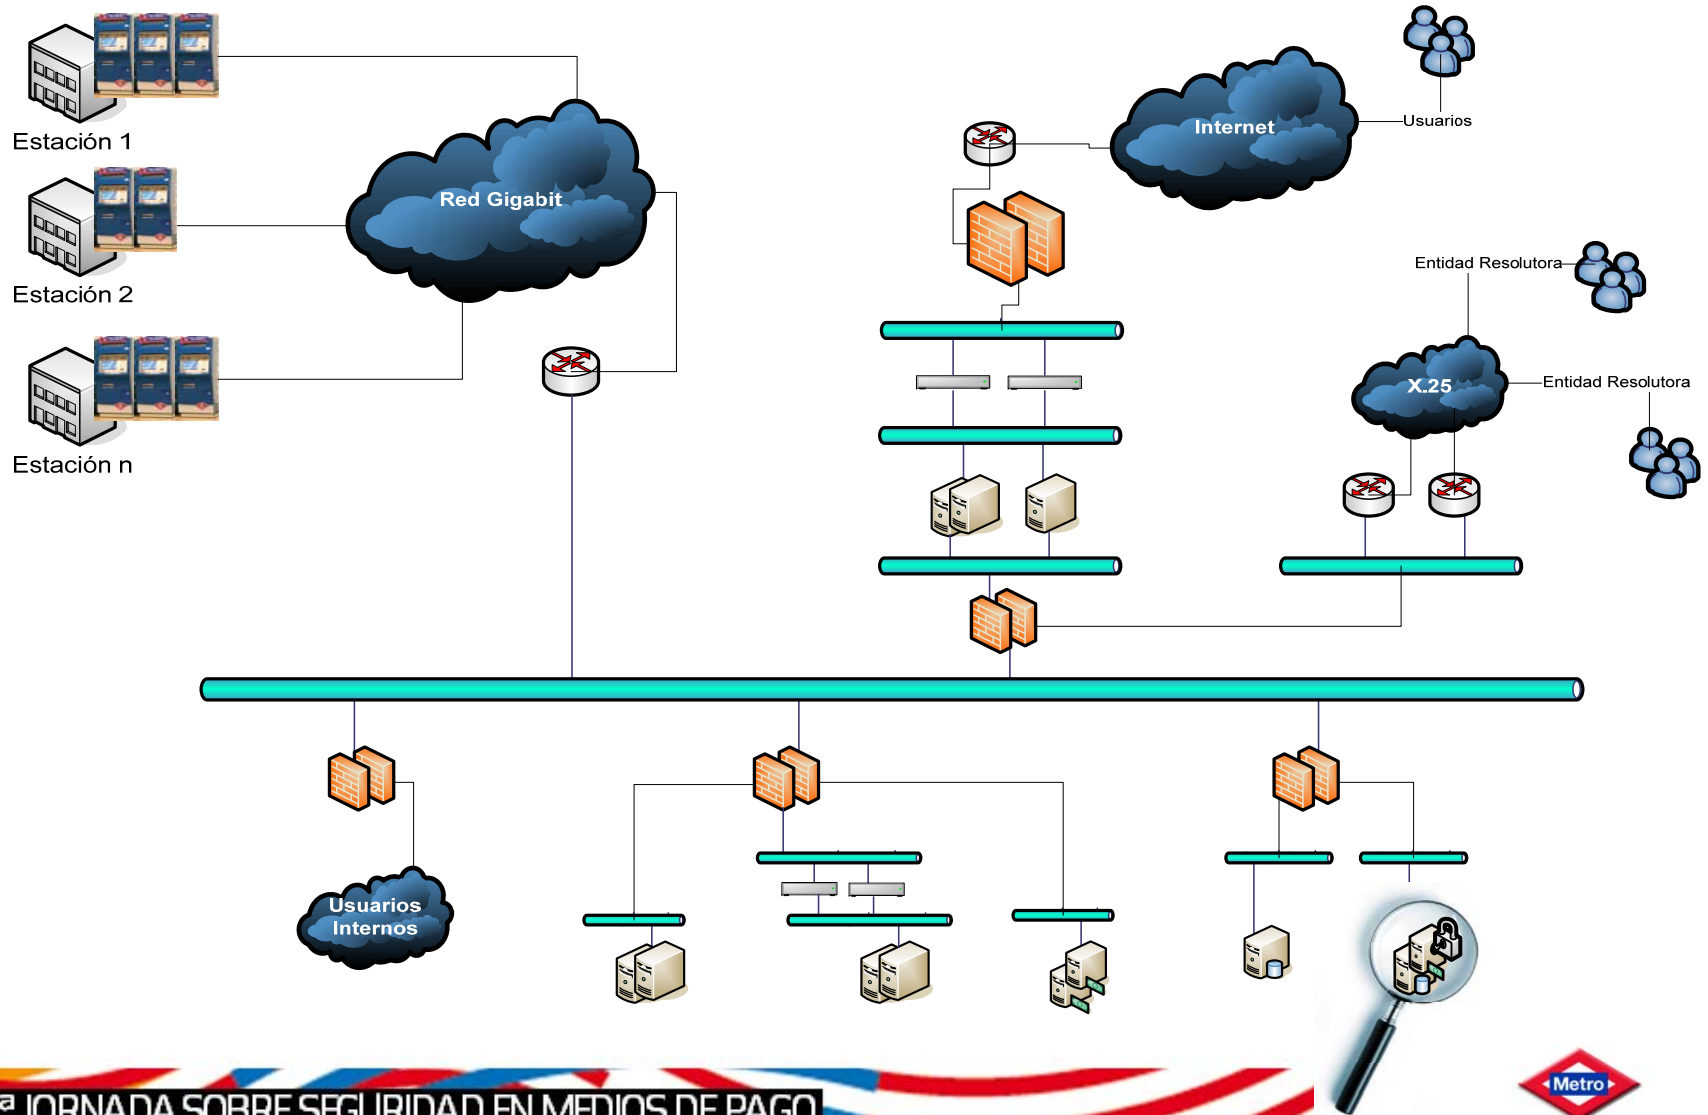 Estación 1
Estación 2
Estación n
Red Gigabit
Internet
Usuarios
Entidad Resolutora
X.25
Entidad Resolutora
Usuarios
Internos
ª JORNADA SOBRE SEGURIDAD EN MEDIOS DE PAGO
Metro